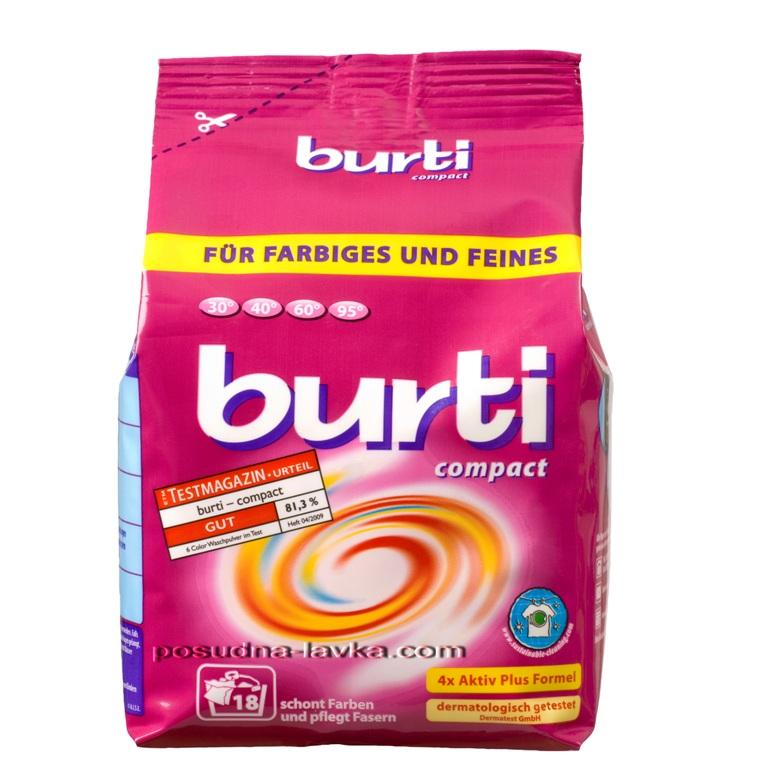 burti
compact
FÜR FARBIGES UND FEINES
30° 40° 60° 95°
burti
compact
TESTMAGAZIN • URTEIL
burti – compact
81,3 %
GUT
Heft 04/2009
6 Color Waschpulver im Test
www.sustainable-cleaning.com
posudna-lavka.com
4x Aktiv Plus Formel
18
schont Farben
und pflegt Fasern
dermatologisch getestet
Dermatest GmbH